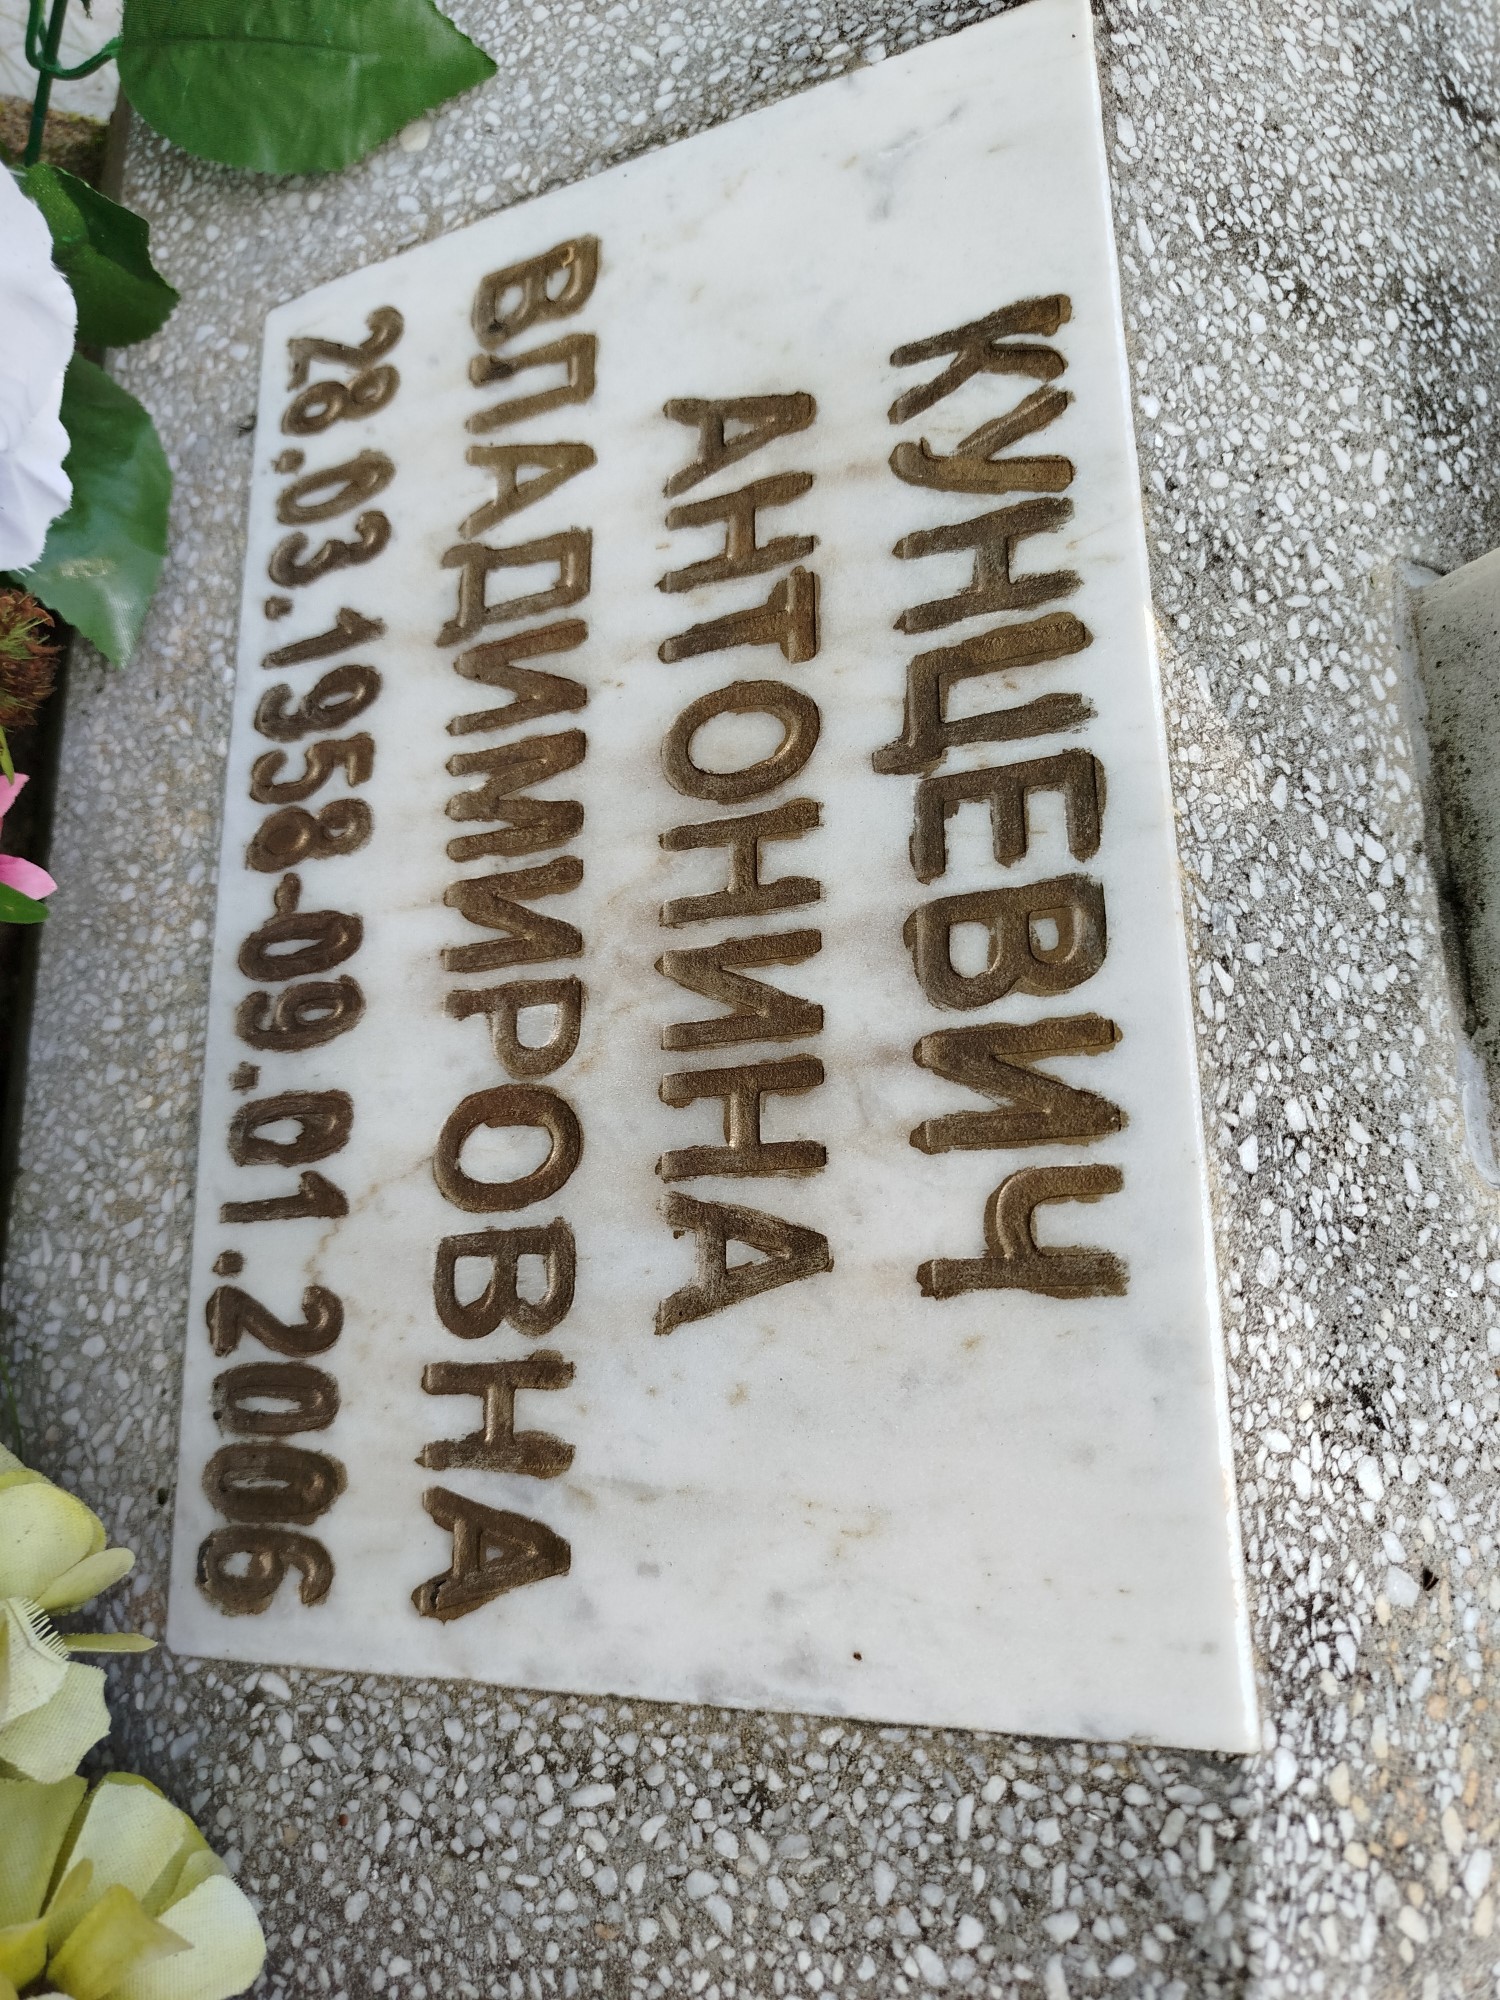 КУНЦЕВИЧ
АНТОНИНА
ВЛАДИМИРОВНА
28.03.1958-09.01.2006